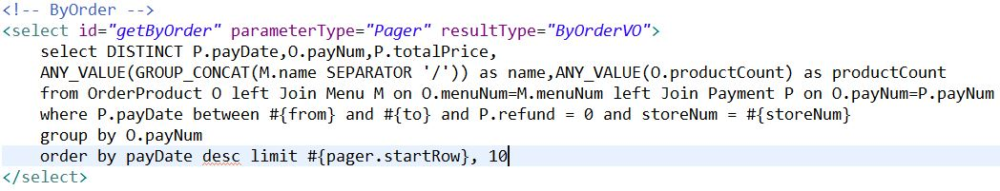 <!-- ByOrder -->
<select id="getByOrder" parameterType="Pager" resultType="ByOrderVO">
select DISTINCT P.payDate,O.payNum,P.totalPrice,
ANY_VALUE(GROUP_CONCAT(M.name SEPARATOR '/')) as name,ANY_VALUE(O.productCount) as productCount
from OrderProduct O left Join Menu M on O.menuNum=M.menuNum left Join Payment P on O.payNum=P.payNum
where P.payDate between #{from} and #{to} and P.refund = 0 and storeNum = #{storeNum}
group by O.payNum
order by payDate desc limit #{pager.startRow}, 10
</select>